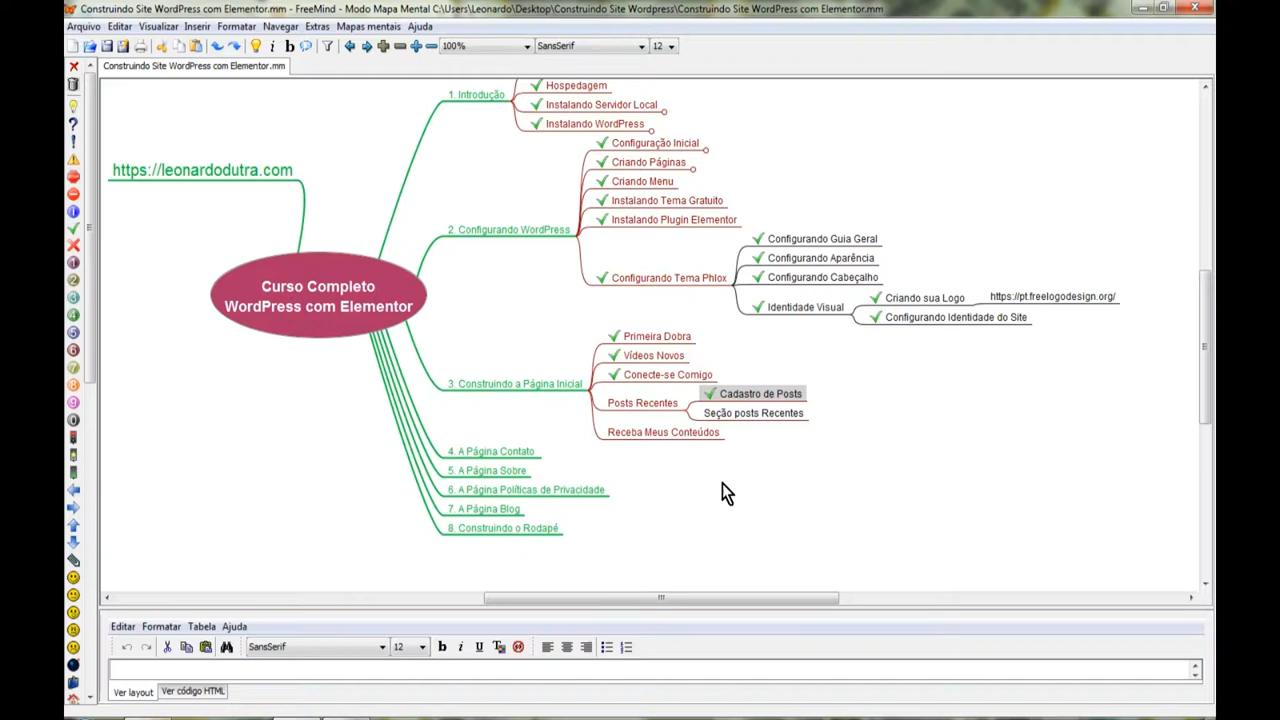 Construindo Site WordPress com Elementor.mm - FreeMind - Modo Mapa Mental C:\Users\Leonardo\Desktop\Construindo Site Wordpress\Construindo Site WordPress com Elementor.mm)
Arquivo Editar Visualizar Inserir Formatar Navegar Extras Mapas mentais Ajuda
100% SansSerif 12
Construindo Site WordPress com Elementor.mm
Hospedagem
1. Introdução
Instalando Servidor Local
Instalando WordPress
Configuração Inicial
Criando Páginas
https://leonardodutra.com
Criando Menu
Instalando Tema Gratuito
Instalando Plugin Elementor
2. Configurando WordPress
Configurando Guia Geral
Configurando Aparência
Configurando Tema Phlox
Configurando Cabeçalho
Identidade Visual
Criando sua Logo
https://pt.freelogodesign.org/
Configurando Identidade do Site
Curso Completo
WordPress com Elementor
Primeira Dobra
Vídeos Novos
Conecte-se Comigo
3. Construindo a Página Inicial
Cadastro de Posts
Posts Recentes
Seção posts Recentes
Receba Meus Conteúdos
4. A Página Contato
5. A Página Sobre
6. A Página Políticas de Privacidade
7. A Página Blog
8. Construindo o Rodapé
Editar Formatar Tabela Ajuda
SansSerif 12
Ver layout Ver código HTML